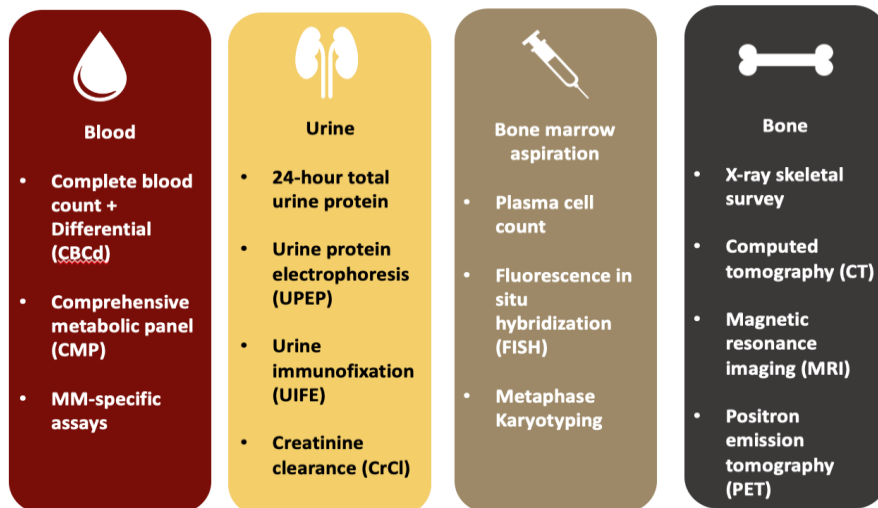 Blood
• Complete blood
count +
Differential
(CBCd)
• Comprehensive
metabolic panel
(CMP)
• MM-specific
assays
Urine
• 24-hour total
urine protein
• Urine protein
electrophoresis
(UPEP)
• Urine
immunofixation
(UIFE)
• Creatinine
clearance (CrCl)
Bone marrow
aspiration
• Plasma cell
count
• Fluorescence in
situ
hybridization
(FISH)
• Metaphase
Karyotyping
Bone
• X-ray skeletal
survey
• Computed
tomography (CT)
• Magnetic
resonance
imaging (MRI)
• Positron
emission
tomography
(PET)